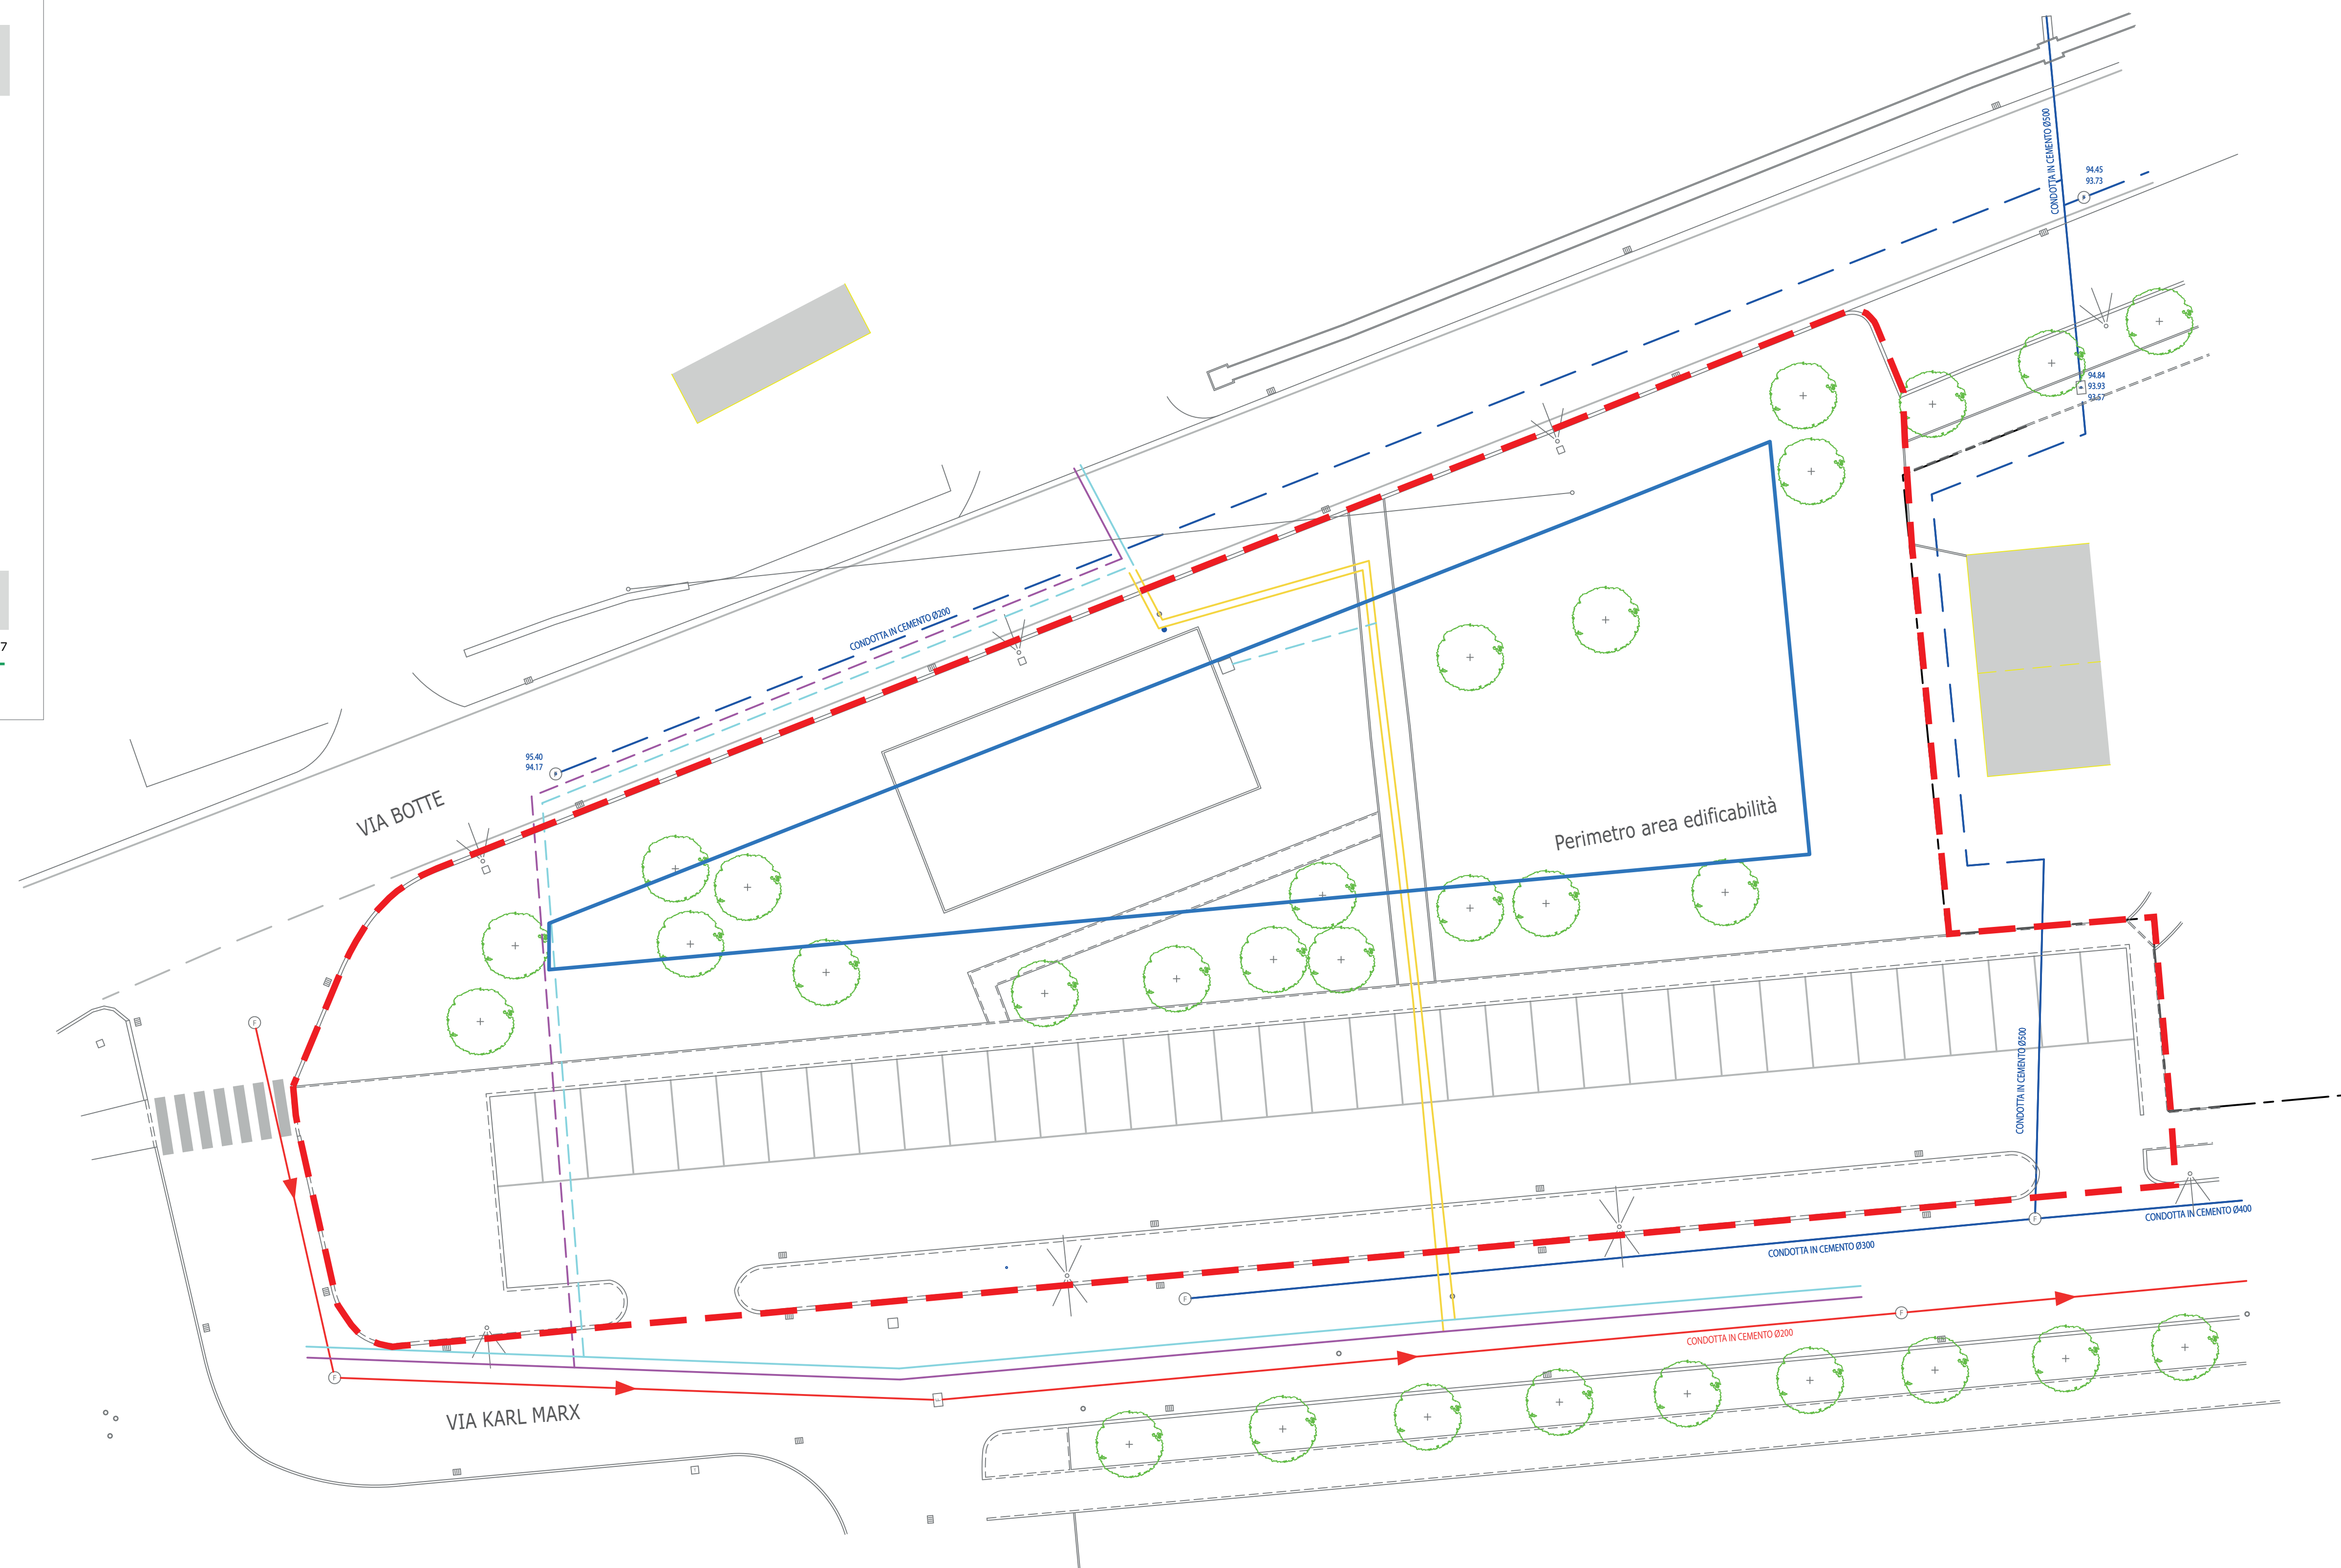 CONDOTTA IN CEMENTO Ø500
94.45
93.73
94.84
93.93
93.57
CONDOTTA IN CEMENTO Ø200
7
95.40
94.17
VIA BOTTE
Perimetro area edificabilità
F
CONDOTTA IN CEMENTO Ø500
CONDOTTA IN CEMENTO Ø400
F
CONDOTTA IN CEMENTO Ø300
F
F
CONDOTTA IN CEMENTO Ø200
F
VIA KARL MARX